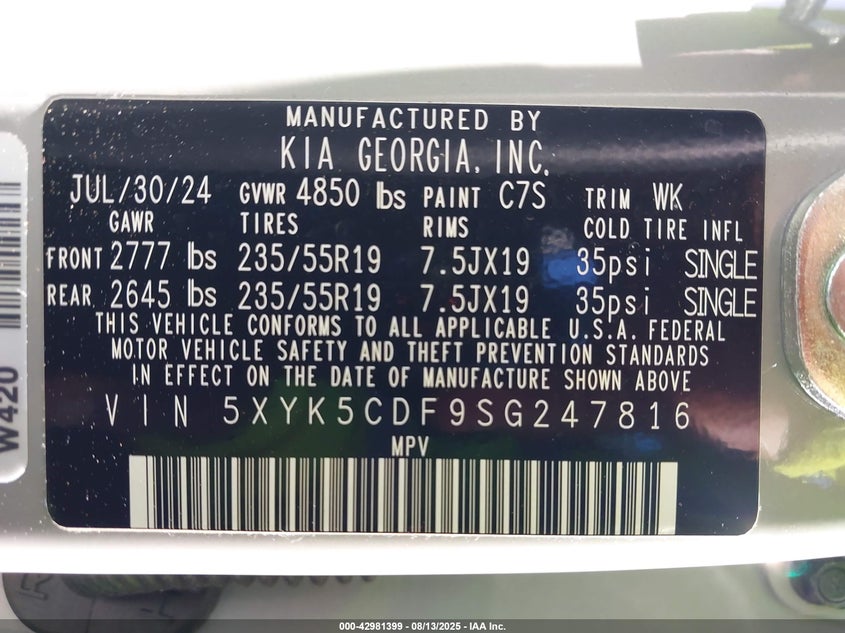 MANUFACTURED BY
KIA GEORGIA, INC.
JUL/30/24 GVWR 4850 lbs PAINT C7S TRIM WK
GAWR TIRES RIMS COLD TIRE INFL
FRONT 2777 lbs 235/55R19 7.5JX19 35psi SINGLE
REAR 2645 lbs 235/55R19 7.5JX19 35psi SINGLE
THIS VEHICLE CONFORMS TO ALL APPLICABLE U.S.A. FEDERAL
MOTOR VEHICLE SAFETY AND THEFT PREVENTION STANDARDS
IN EFFECT ON THE DATE OF MANUFACTURE SHOWN ABOVE
VIN 5XYK5CDF9SG247816
MPV
W420
000-42981399 - 08/13/2025 - IAA Inc.